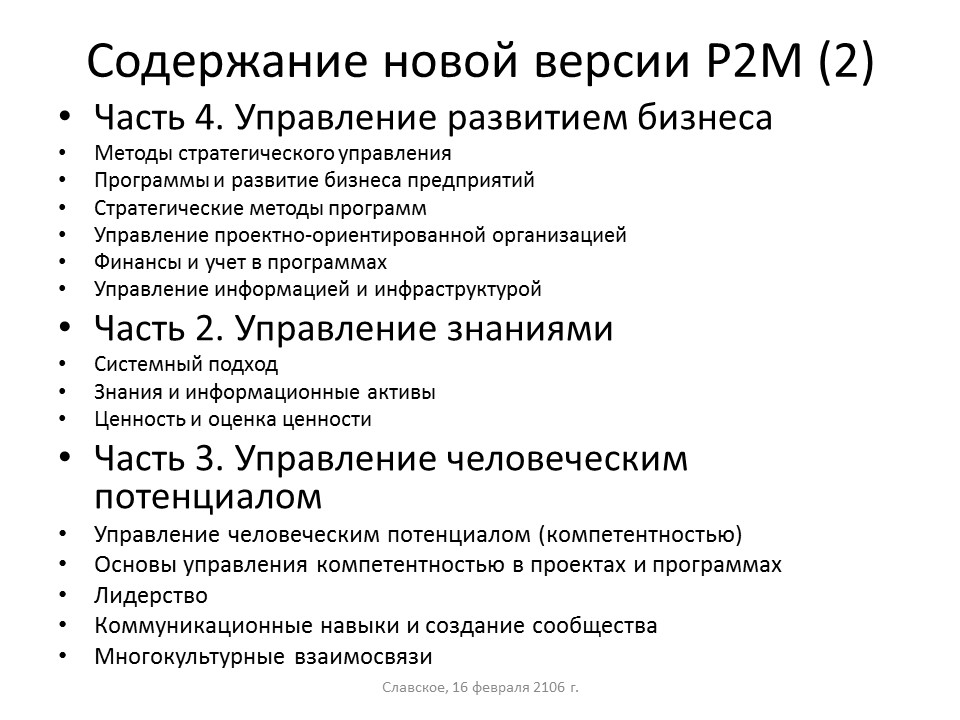 Содержание новой версии P2M (2)
• Часть 4. Управление развитием бизнеса
• Методы стратегического управления
• Программы и развитие бизнеса предприятий
• Стратегические методы программ
• Управление проектно-ориентированной организацией
• Финансы и учет в программах
• Управление информацией и инфраструктурой
• Часть 2. Управление знаниями
• Системный подход
• Знания и информационные активы
• Ценность и оценка ценности
• Часть 3. Управление человеческим
потенциалом
• Управление человеческим потенциалом (компетентностью)
• Основы управления компетентностью в проектах и программах
• Лидерство
• Коммуникационные навыки и создание сообщества
• Многокультурные взаимосвязи
Славское, 16 февраля 2106 г.